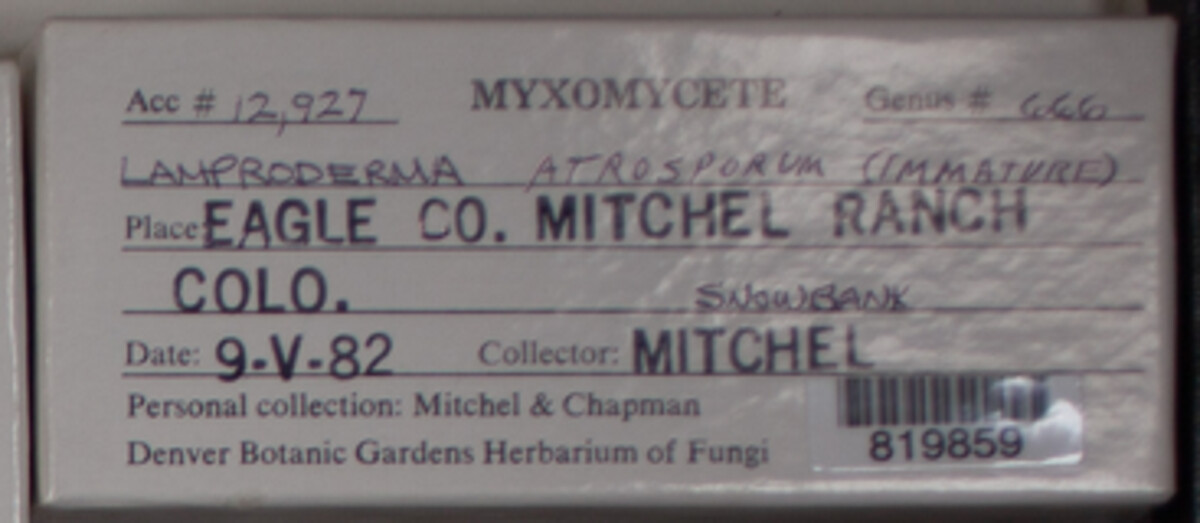 Acc # 12,927 MYXOMYCETE Genus # 666
LAMPRODERMA ATROSPORUM (IMMATURE)
Place EAGLE CO. MITCHEL RANCH
COLO. SNOWBANK
Date: 9-V-82 Collector: MITCHEL
Personal collection: Mitchel & Chapman
Denver Botanic Gardens Herbarium of Fungi
819859